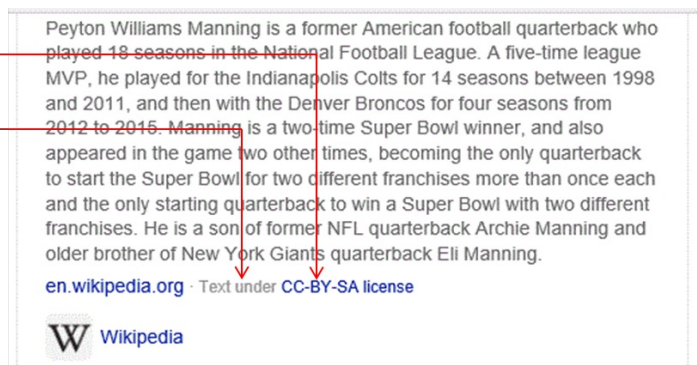 Peyton Williams Manning is a former American football quarterback who
played 18 seasons in the National Football League. A five-time league
MVP, he played for the Indianapolis Colts for 14 seasons between 1998
and 2011, and then with the Denver Broncos for four seasons from
2012 to 2015. Manning is a two-time Super Bowl winner, and also
appeared in the game two other times, becoming the only quarterback
to start the Super Bowl for two different franchises more than once each
and the only starting quarterback to win a Super Bowl with two different
franchises. He is a son of former NFL quarterback Archie Manning and
older brother of New York Giants quarterback Eli Manning.
en.wikipedia.org · Text under CC-BY-SA license
W Wikipedia